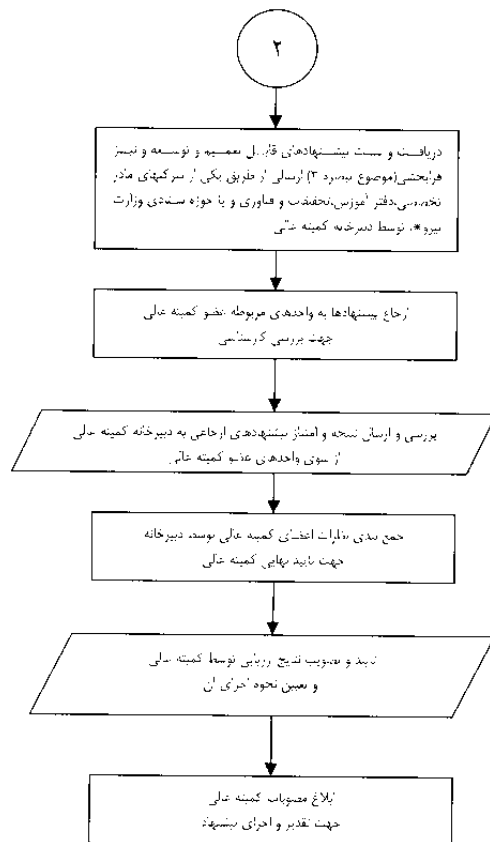 ۲
دریافت و ثبت پیشنهادهای قابل تعمیم و توسعه و نیز
فرابخشی(موضوع تبصره ۳) ارسالی از طریق یکی از شرکتهای مادر
تخصصی،دفتر آموزش،تحقیقات و فناوری و یا حوزه ستادی وزارت
نیرو*، توسط دبیرخانه کمیته عالی
ارجاع پیشنهادها به واحدهای مربوطه عضو کمیته عالی
جهت بررسی کارشناسی
بررسی و ارسال نتیجه و امتیاز پیشنهادهای ارجاعی به دبیرخانه کمیته عالی
از سوی واحدهای عضو کمیته عالی
جمع بندی نظرات اعضای کمیته عالی توسط دبیرخانه
جهت تایید نهایی کمیته عالی
تایید و تصویب نتایج ارزیابی توسط کمیته عالی
و تعیین نحوه اجرای آن
ابلاغ مصوبات کمیته عالی
جهت تقدیر و اجرای پیشنهاد